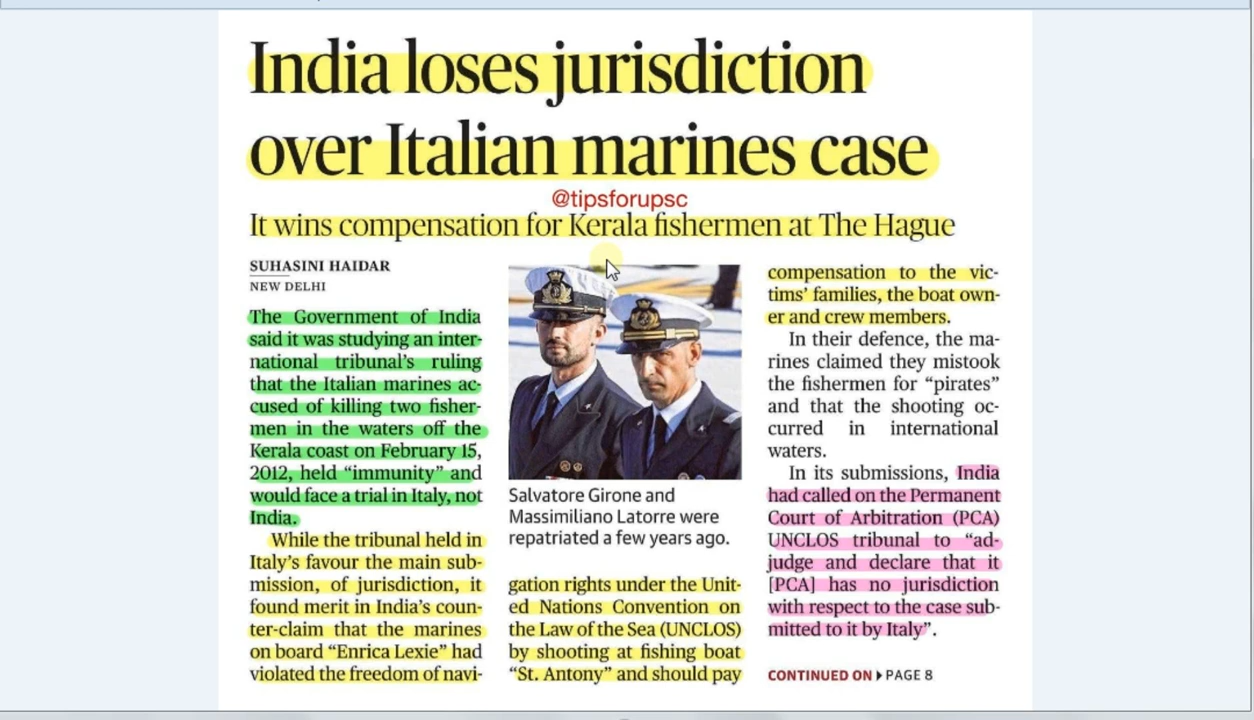 India loses jurisdiction
over Italian marines case
@tipsforupsc
It wins compensation for Kerala fishermen at The Hague
SUHASINI HAIDAR
NEW DELHI
The Government of India
said it was studying an inter-
national tribunal's ruling
that the Italian marines ac-
cused of killing two fisher-
men in the waters off the
Kerala coast on February 15,
2012, held “immunity” and
would face a trial in Italy, not
India.
While the tribunal held in
Italy's favour the main sub-
mission, of jurisdiction, it
found merit in India's coun-
ter-claim that the marines
on board “Enrica Lexie” had
violated the freedom of navi-
Salvatore Girone and
Massimiliano Latorre were
repatriated a few years ago.
gation rights under the Unit-
ed Nations Convention on
the Law of the Sea (UNCLOS)
by shooting at fishing boat
“St. Antony” and should pay
compensation to the vic-
tims' families, the boat own-
er and crew members.
In their defence, the ma-
rines claimed they mistook
the fishermen for “pirates”
and that the shooting oc-
curred in international
waters.
In its submissions, India
had called on the Permanent
Court of Arbitration (PCA)
UNCLOS tribunal to “ad-
judge and declare that it
[PCA] has no jurisdiction
with respect to the case sub-
mitted to it by Italy”.
CONTINUED ON ▸ PAGE 8